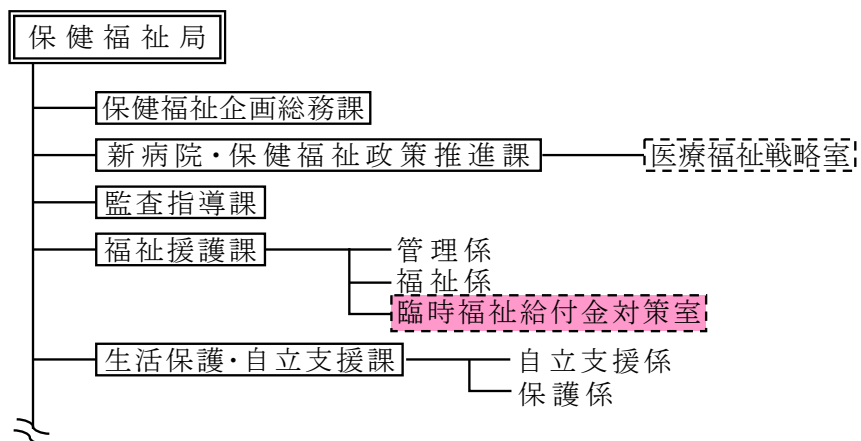 保健福祉局
保健福祉企画総務課
新病院・保健福祉政策推進課 医療福祉戦略室
監査指導課
福祉援護課 管理係
福祉係
臨時福祉給付金対策室
生活保護・自立支援課 自立支援係
保護係